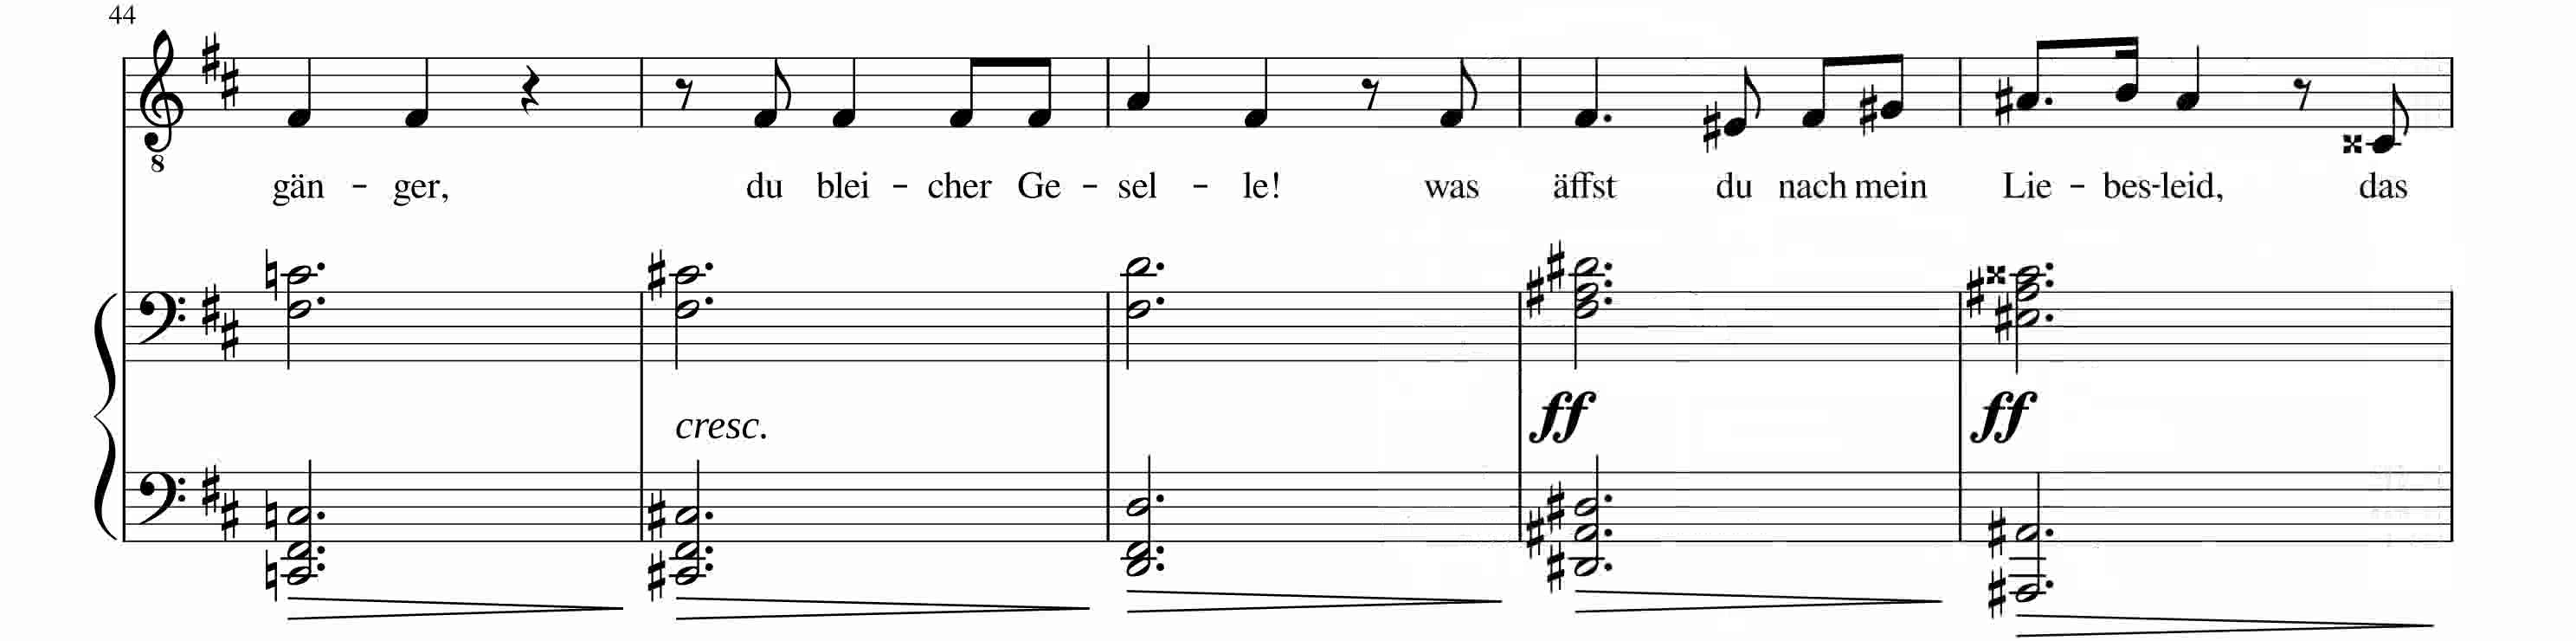 44
8
gän - ger, du blei - cher Ge - sel - le! was äffst du nach mein Lie - bes-leid, das
cresc. ff ff